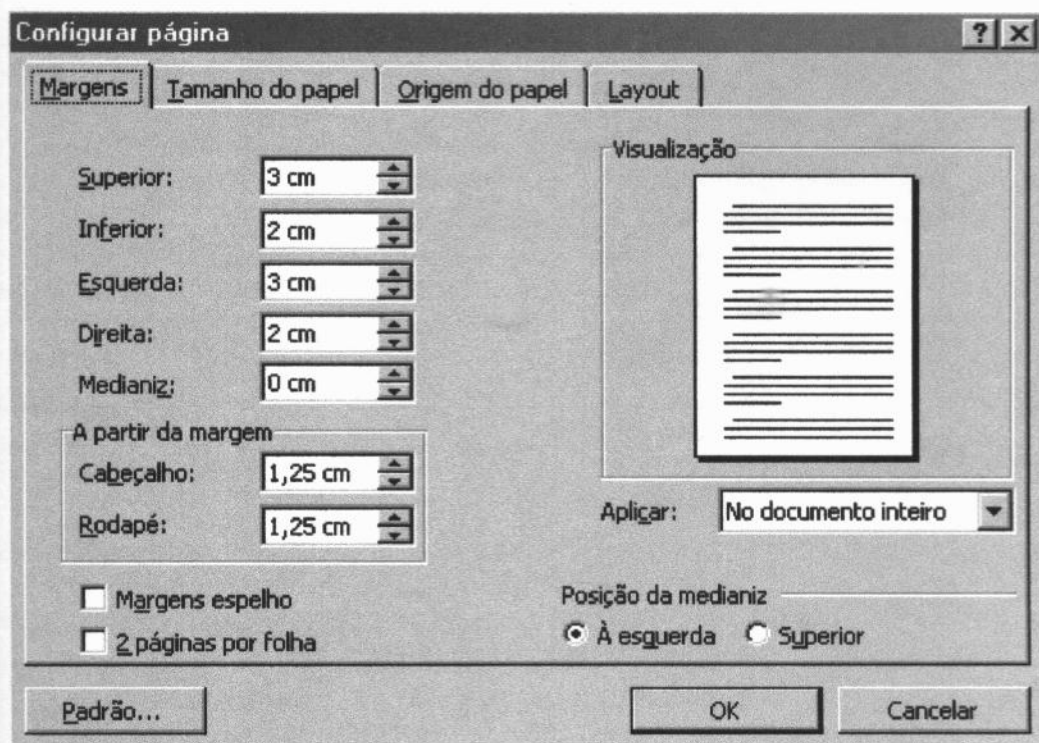 Configurar página
Margens Tamanho do papel Origem do papel Layout
Superior: 3 cm
Inferior: 2 cm
Esquerda: 3 cm
Direita: 2 cm
Medianiz: 0 cm
A partir da margem
Cabeçalho: 1,25 cm
Rodapé: 1,25 cm
Margens espelho
2 páginas por folha
Visualização
Aplicar: No documento inteiro
Posição da medianiz
À esquerda Superior
Padrão... OK Cancelar